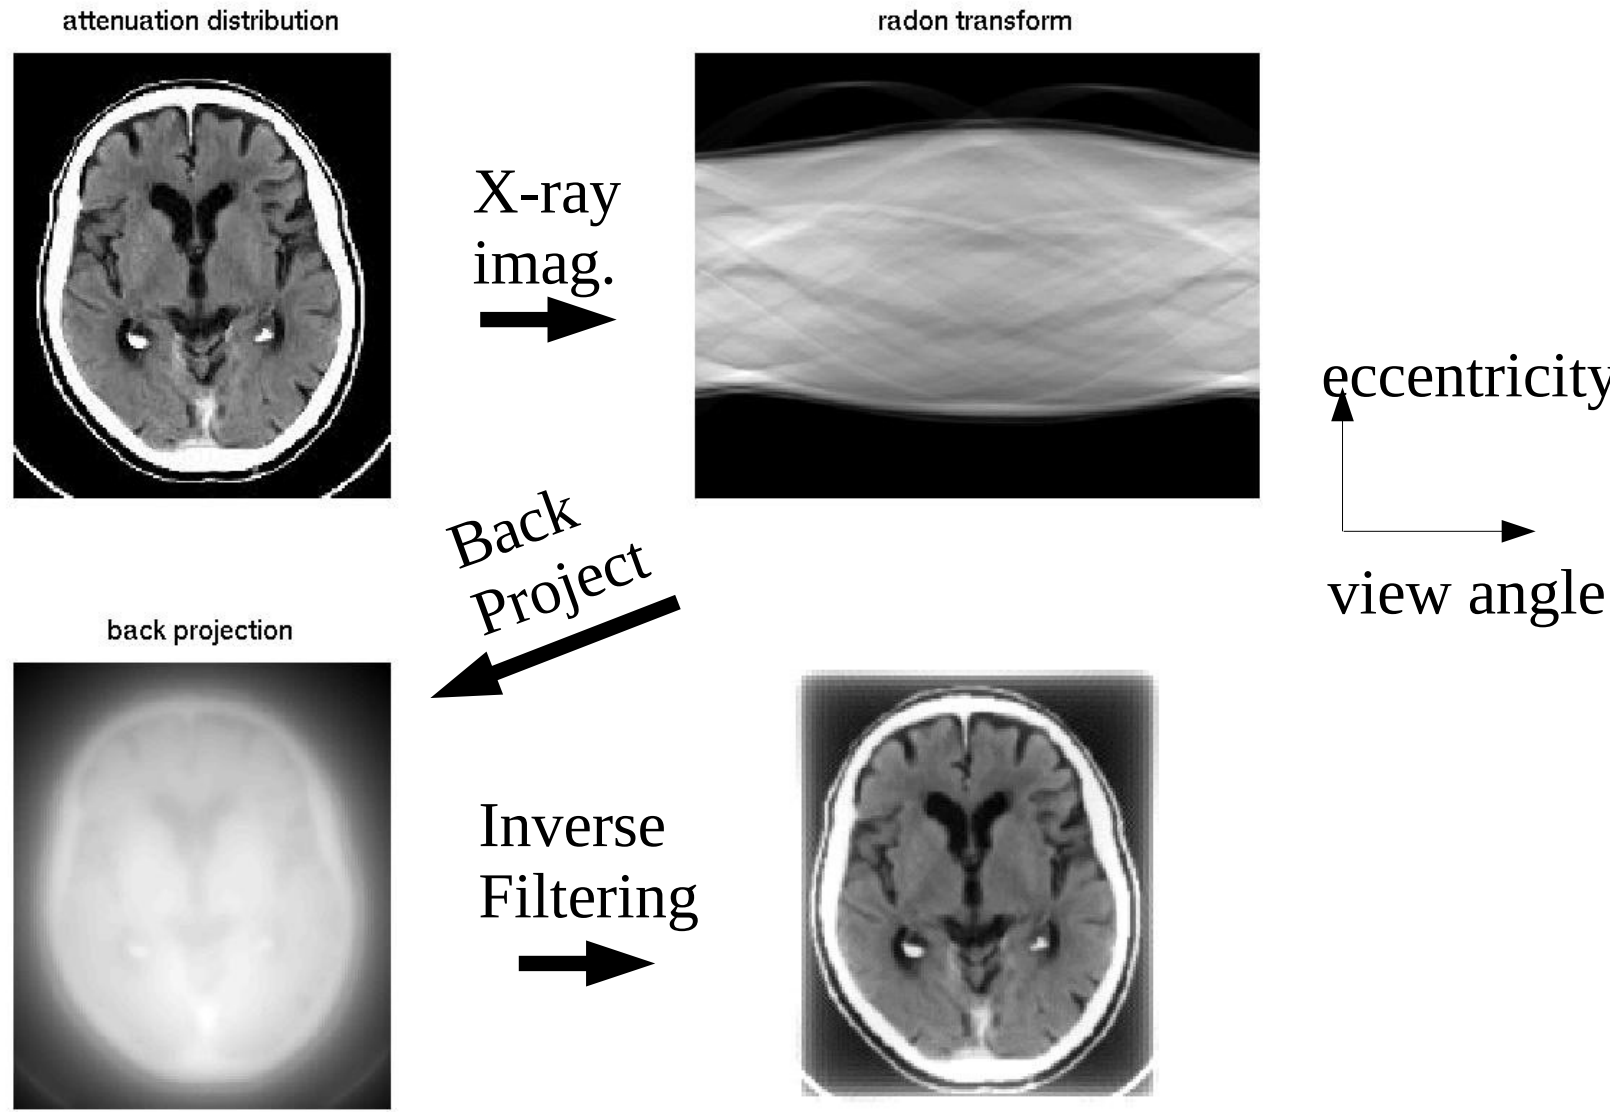 attenuation distribution
radon transform
X-ray
imag.
eccentricity
view angle
Back
Project
back projection
Inverse
Filtering